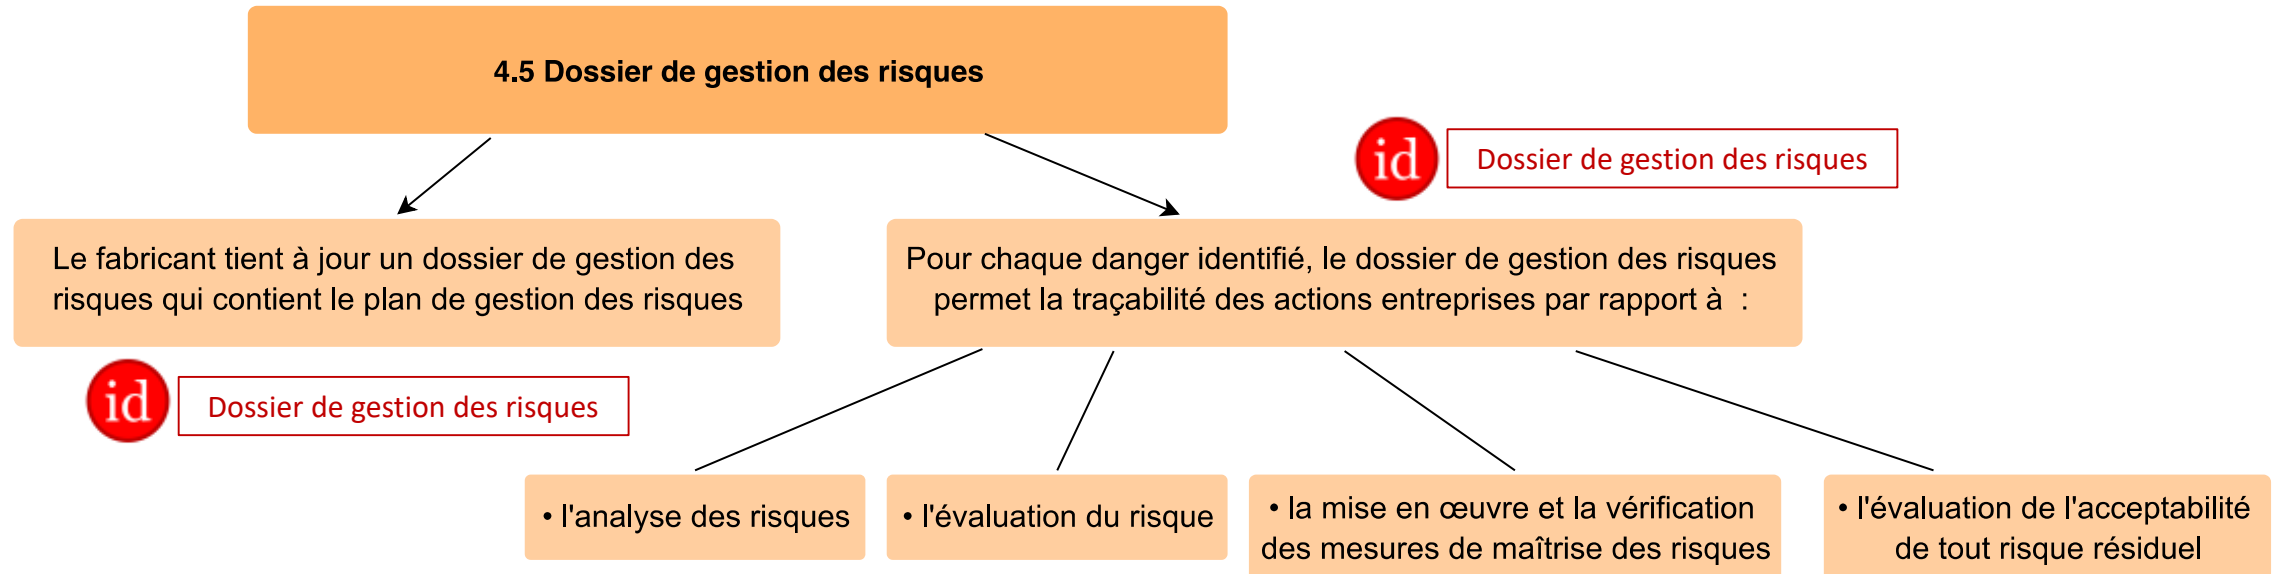 4.5 Dossier de gestion des risques
id
Dossier de gestion des risques
Le fabricant tient à jour un dossier de gestion des
risques qui contient le plan de gestion des risques
Pour chaque danger identifié, le dossier de gestion des risques
permet la traçabilité des actions entreprises par rapport à :
id
Dossier de gestion des risques
• l'analyse des risques
• l'évaluation du risque
• la mise en œuvre et la vérification
des mesures de maîtrise des risques
• l'évaluation de l'acceptabilité
de tout risque résiduel